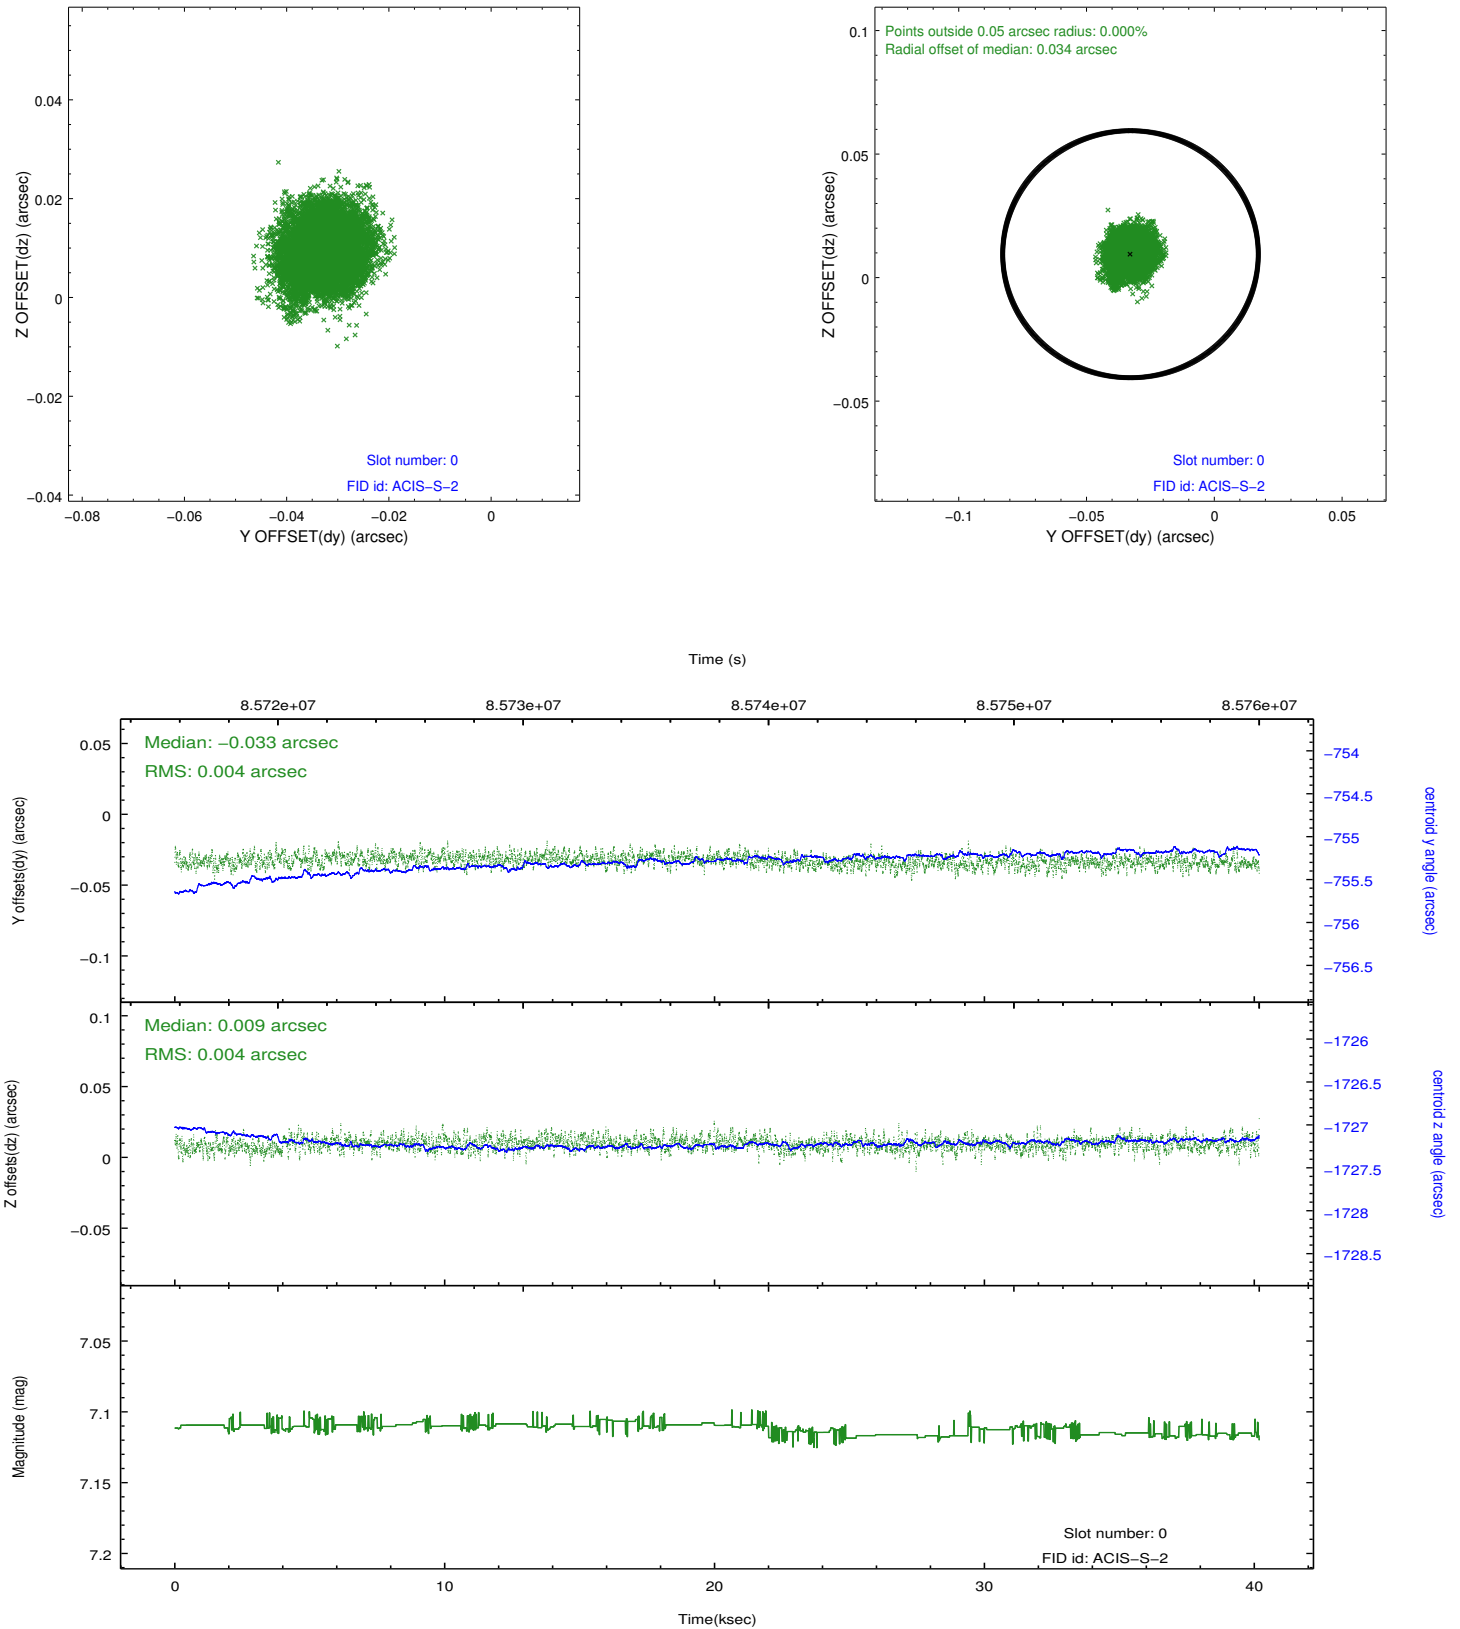 0.04
0.02
0
−0.02
−0.04
Z OFFSET(dz) (arcsec)
Slot number: 0
FID id: ACIS−S−2
−0.08 −0.06 −0.04 −0.02 0
Y OFFSET(dy) (arcsec)
Points outside 0.05 arcsec radius: 0.000%
Radial offset of median: 0.034 arcsec
0.1
0.05
0
−0.05
Z OFFSET(dz) (arcsec)
Slot number: 0
FID id: ACIS−S−2
−0.1 −0.05 0 0.05
Y OFFSET(dy) (arcsec)
Time (s)
8.572e+07 8.573e+07 8.574e+07 8.575e+07 8.576e+07
Median: −0.033 arcsec
RMS: 0.004 arcsec
0.05
0
−0.05
−0.1
Y offsets(dy) (arcsec)
−754
−754.5
−755
−755.5
−756
−756.5
centroid y angle (arcsec)
Median: 0.009 arcsec
RMS: 0.004 arcsec
0.1
0.05
0
−0.05
Z offsets(dz) (arcsec)
−1726
−1726.5
−1727
−1727.5
−1728
−1728.5
centroid z angle (arcsec)
7.05
7.1
7.15
7.2
Magnitude (mag)
Slot number: 0
FID id: ACIS−S−2
0 10 20 30 40
Time(ksec)